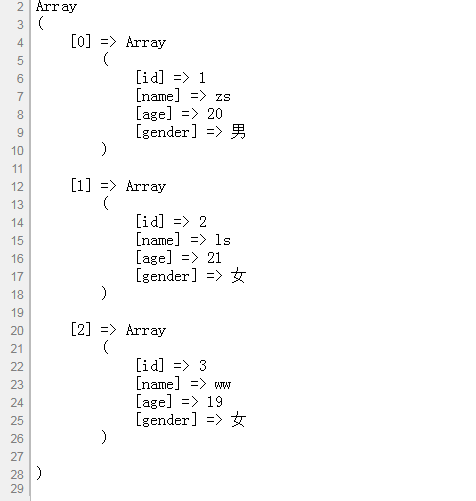 2 Array
3 (
4     [0] => Array
5         (
6             [id] => 1
7             [name] => zs
8             [age] => 20
9             [gender] => 男
10         )
11
12     [1] => Array
13         (
14             [id] => 2
15             [name] => ls
16             [age] => 21
17             [gender] => 女
18         )
19
20     [2] => Array
21         (
22             [id] => 3
23             [name] => ww
24             [age] => 19
25             [gender] => 女
26         )
27
28 )
29